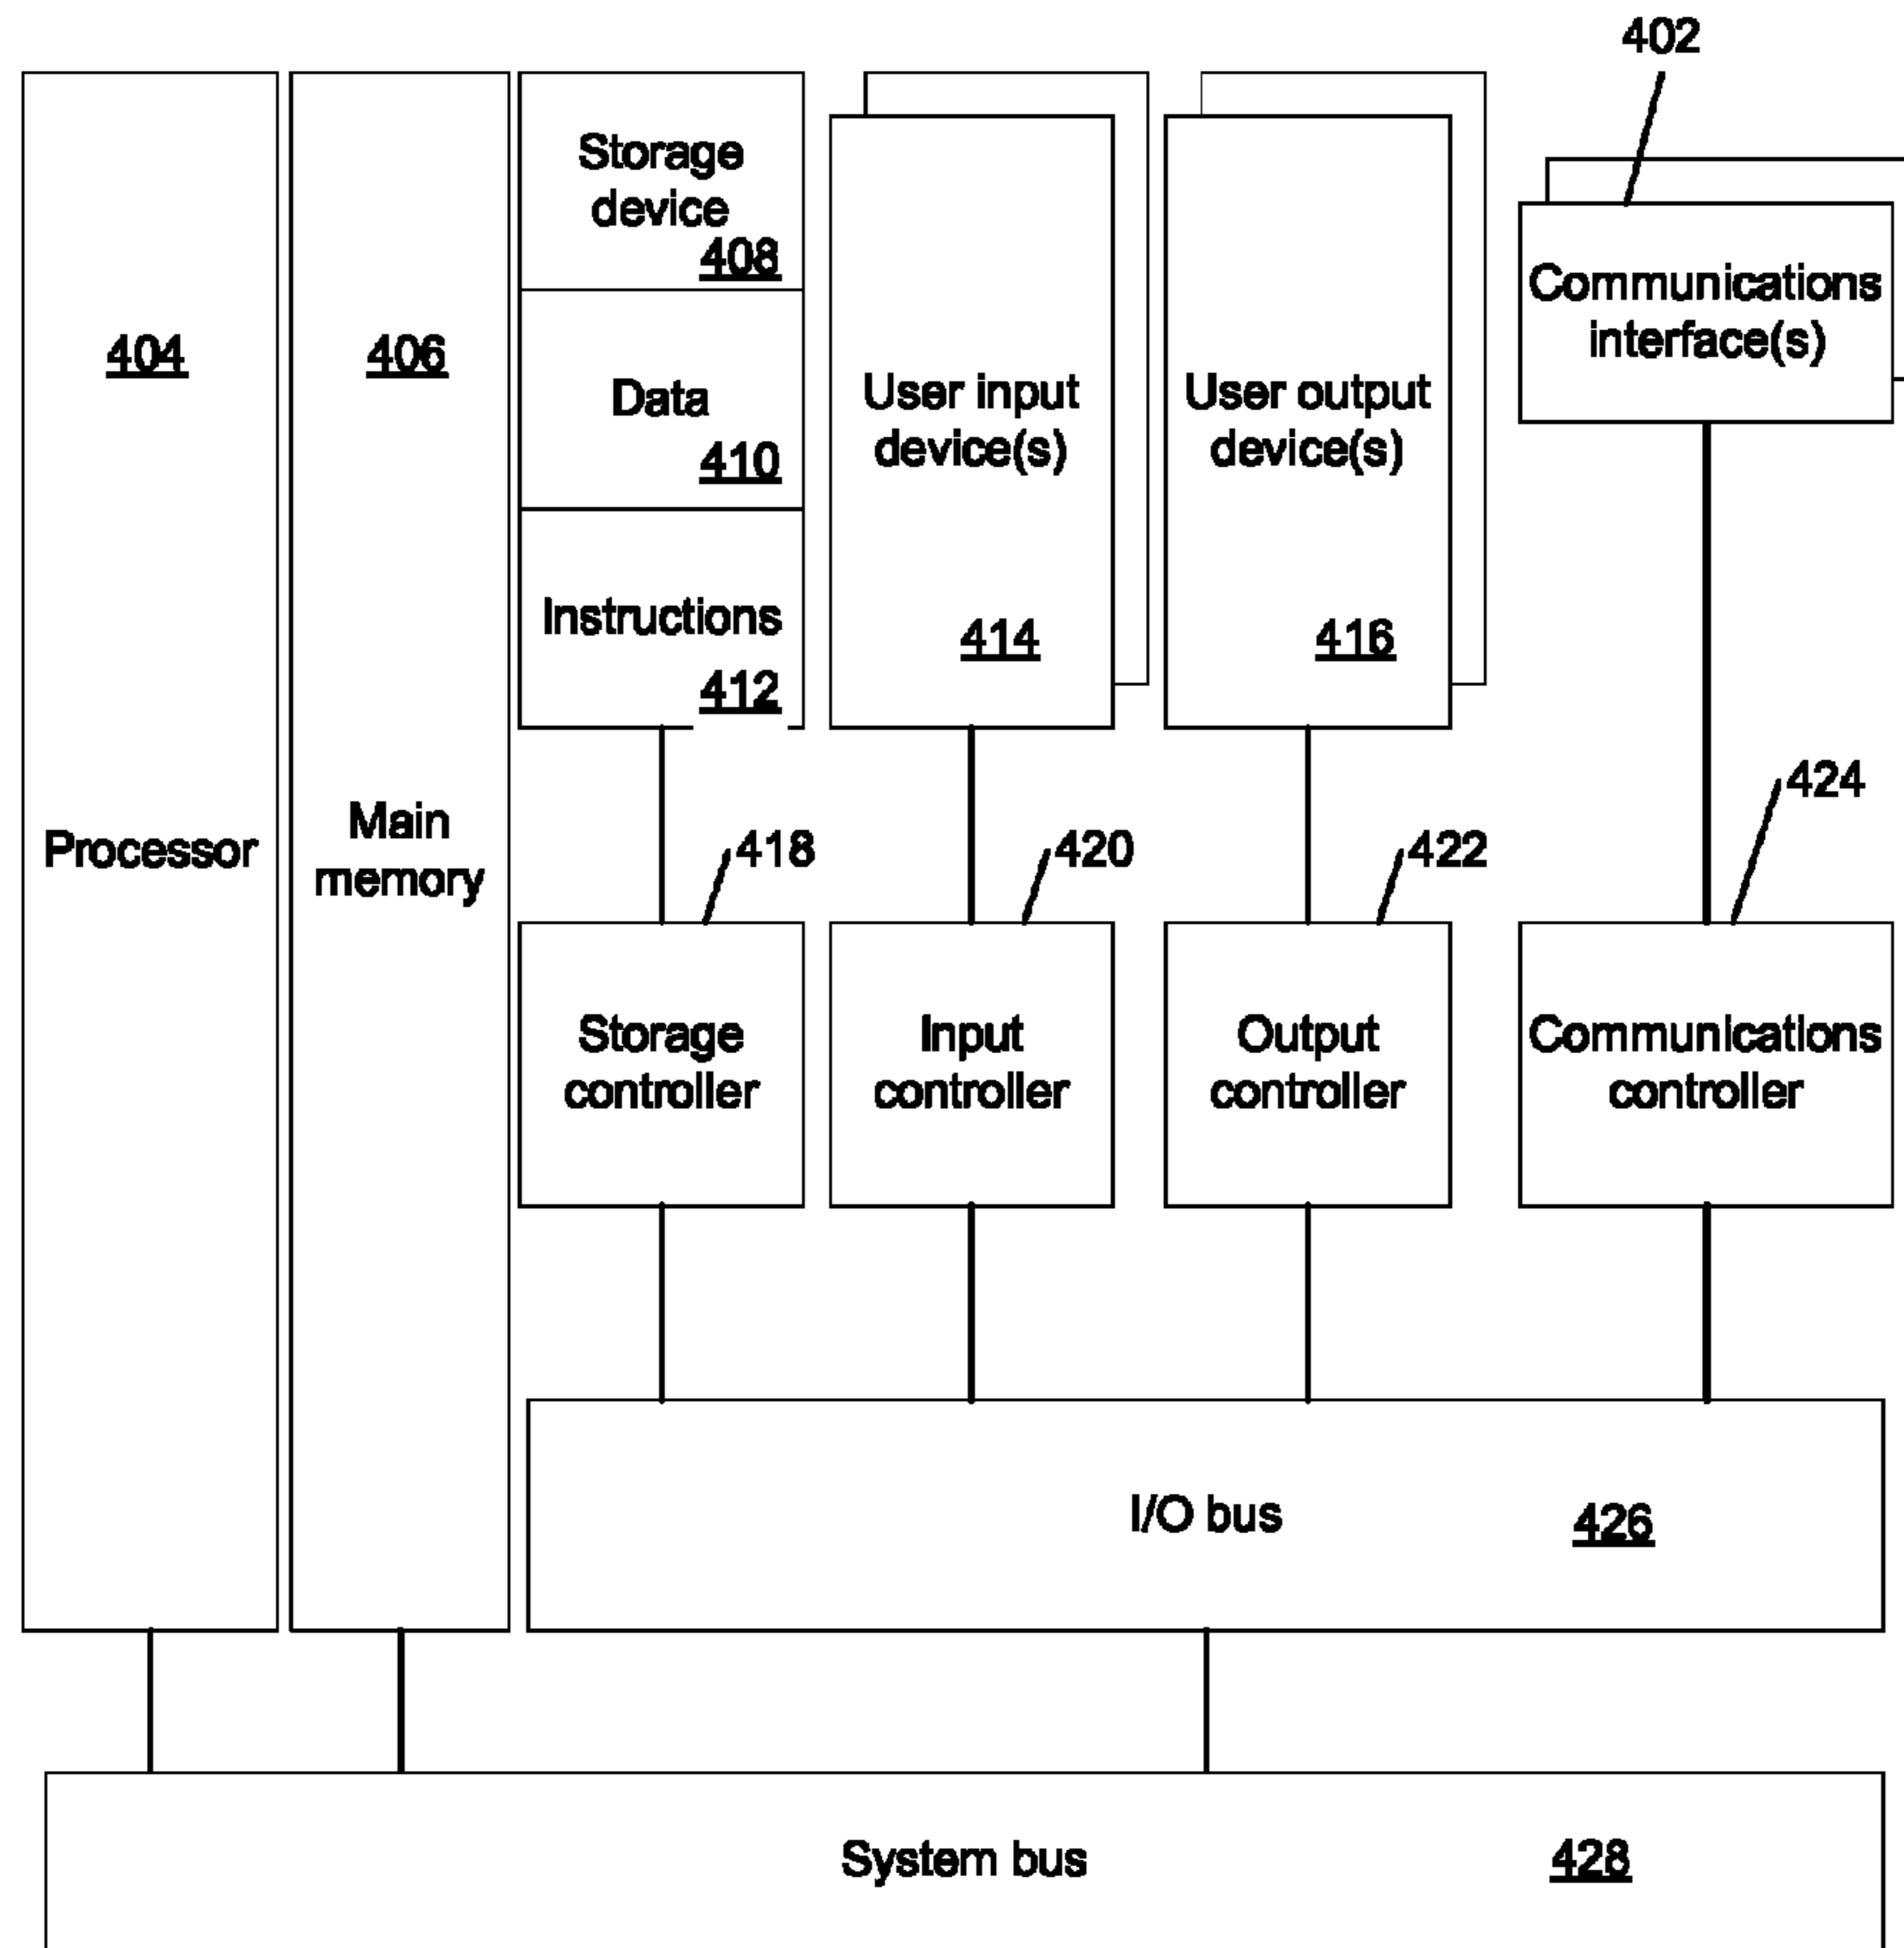 402
Storage
device
408
Communications
interface(s)
404
406
Data
410
User input
device(s)
User output
device(s)
Instructions
412
414
416
424
Processor
Main
memory
418
420
422
Storage
controller
Input
controller
Output
controller
Communications
controller
I/O bus
426
System bus
428